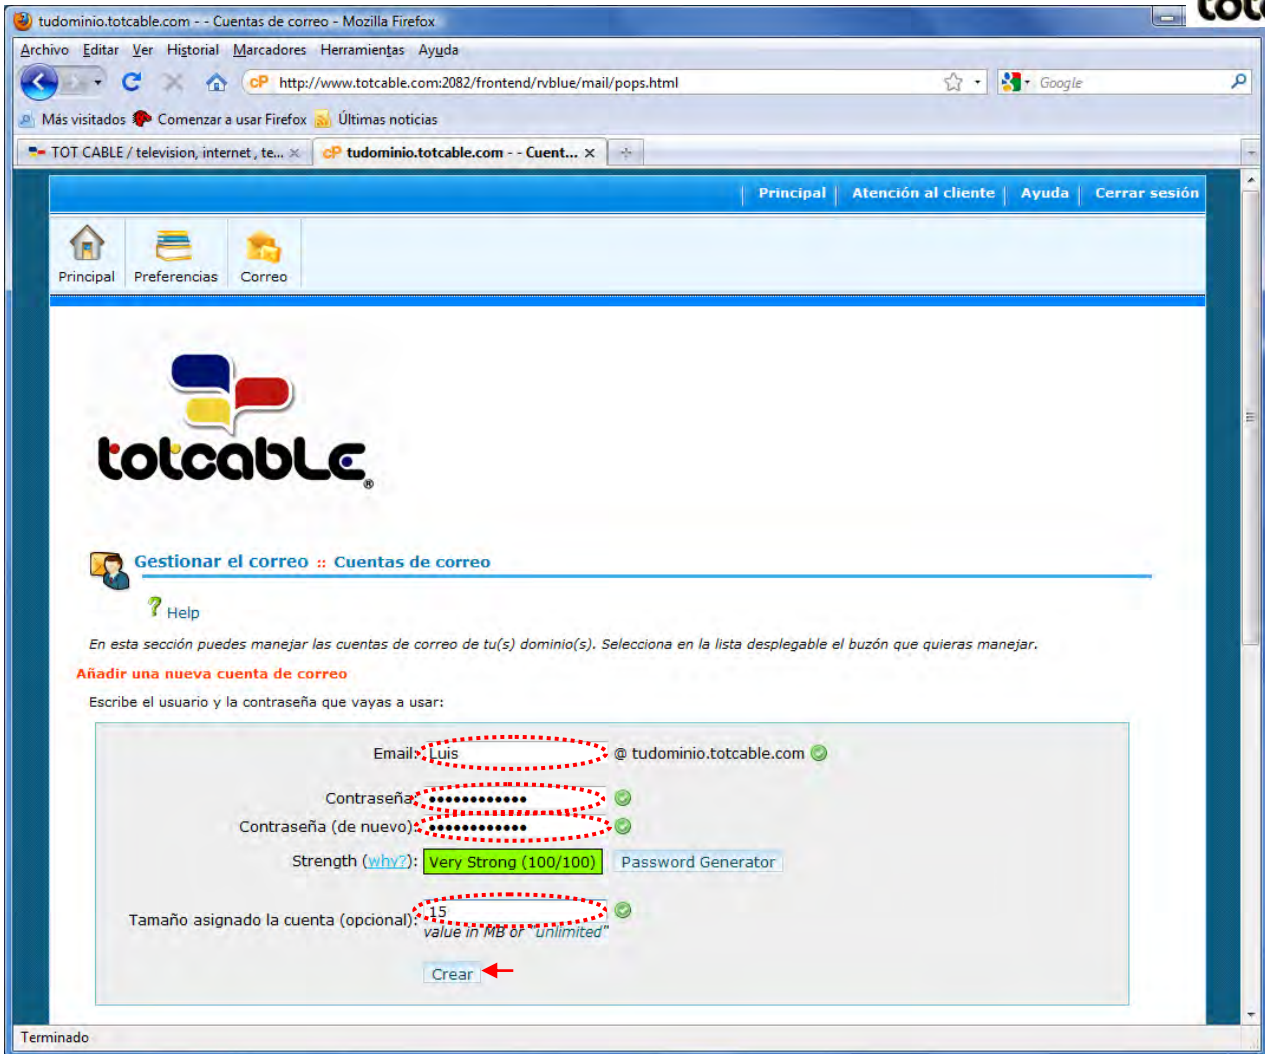 tudominio.totcable.com - - Cuentas de correo - Mozilla Firefox
Archivo Editar Ver Historial Marcadores Herramientas Ayuda
cP http://www.totcable.com:2082/frontend/rvblue/mail/pops.html Google
Más visitados Comenzar a usar Firefox Últimas noticias
TOT CABLE / television, internet , te... cP tudominio.totcable.com - - Cuent...
Principal Atención al cliente Ayuda Cerrar sesión
Principal Preferencias Correo
totcable ®
Gestionar el correo :: Cuentas de correo
? Help
En esta sección puedes manejar las cuentas de correo de tu(s) dominio(s). Selecciona en la lista desplegable el buzón que quieras manejar.
Añadir una nueva cuenta de correo
Escribe el usuario y la contraseña que vayas a usar:
Email: Luis @ tudominio.totcable.com
Contraseña: ••••••••••••
Contraseña (de nuevo): ••••••••••••
Strength (why?): Very Strong (100/100) Password Generator
Tamaño asignado la cuenta (opcional): 15
value in MB or "unlimited"
Crear
Terminado